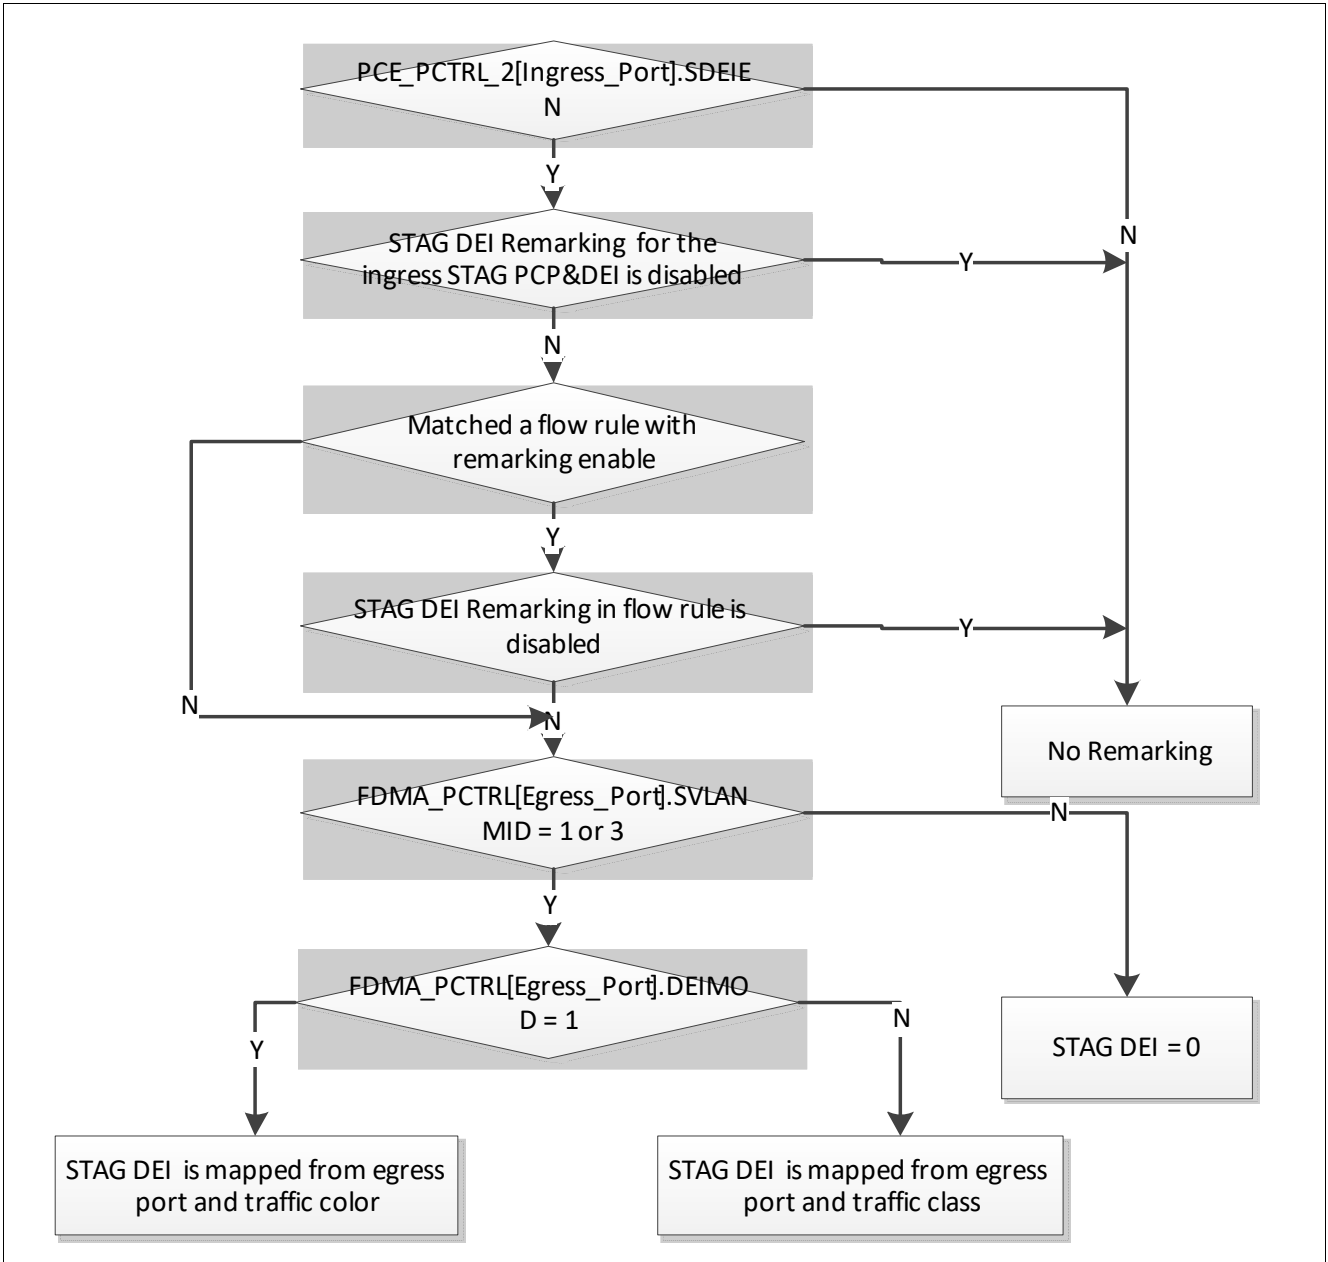 PCE_PCTRL_2[Ingress_Port].SDEIE
N
Y
STAG DEI Remarking for the
ingress STAG PCP&DEI is disabled
N
Y
N
Matched a flow rule with
remarking enable
Y
STAG DEI Remarking in flow rule is
disabled
Y
N
N
No Remarking
FDMA_PCTRL[Egress_Port].SVLAN
MID = 1 or 3
N
Y
FDMA_PCTRL[Egress_Port].DEIMO
D = 1
N
Y
STAG DEI = 0
STAG DEI is mapped from egress
port and traffic color
STAG DEI is mapped from egress
port and traffic class